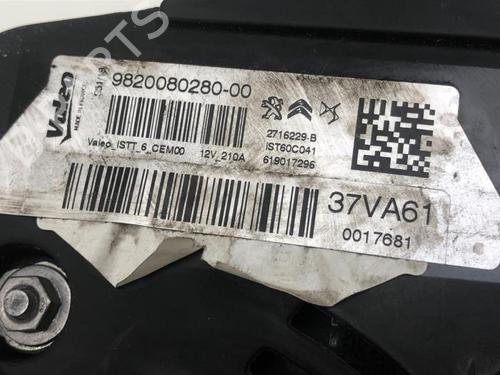 Valeo
9820080280-00
Valeo_ISTT_6_CEM00 12V_210A
2716229-B
IST60C041
619017296
37VA61
0017681